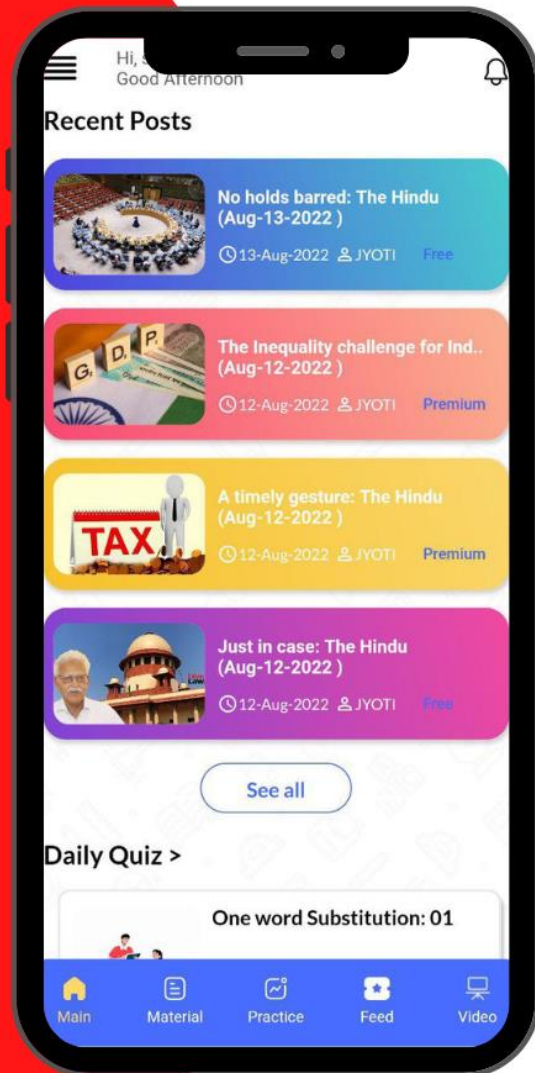 Hi,
Good Afternoon
Recent Posts
No holds barred: The Hindu
(Aug-13-2022 )
13-Aug-2022 JYOTI Free
G D P
The Inequality challenge for Ind..
(Aug-12-2022 )
12-Aug-2022 JYOTI Premium
TAX
A timely gesture: The Hindu
(Aug-12-2022 )
12-Aug-2022 JYOTI Premium
Just in case: The Hindu
(Aug-12-2022 )
12-Aug-2022 JYOTI Free
See all
Daily Quiz >
One word Substitution: 01
Main Material Practice Feed Video